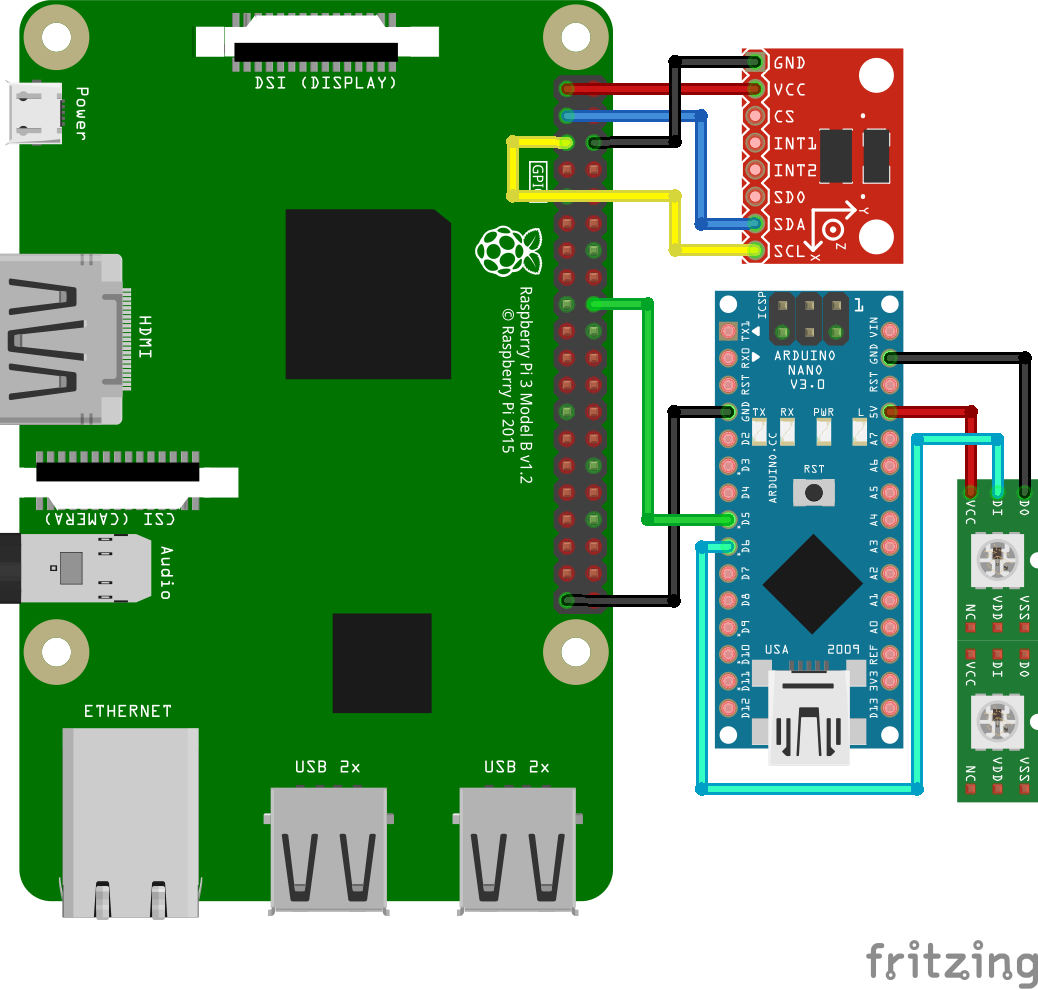 DSI (DISPLAY)
Power
GPIO
HDMI
Raspberry Pi 3 Model B v1.2
© Raspberry Pi 2015
CSI (CAMERA)
Audio
ETHERNET
USB 2x
USB 2x
GND
VCC
CS
INT1
INT2
SDO
SDA
SCL
X
Y
Z
ICSP
1
ARDUINO
NANO
V3.0
TX
RX
PWR
L
RST
ARDUINO.CC
TX1
RX0
RST
GND
D2
D3
D4
D5
D6
D7
D8
D9
D10
D11
D12
VIN
GND
RST
5V
A7
A6
A5
A4
A3
A2
A1
A0
REF
3V3
D13
USA
2009
VCC
DI
DO
NC
VDD
VSS
VCC
DI
DO
NC
VDD
VSS
fritzing